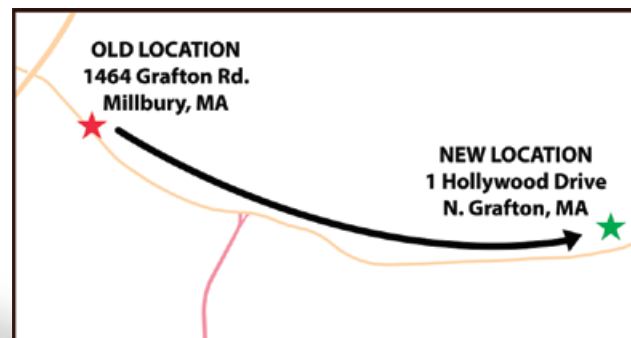 OLD LOCATION
1464 Grafton Rd.
Millbury, MA
NEW LOCATION
1 Hollywood Drive
N. Grafton, MA